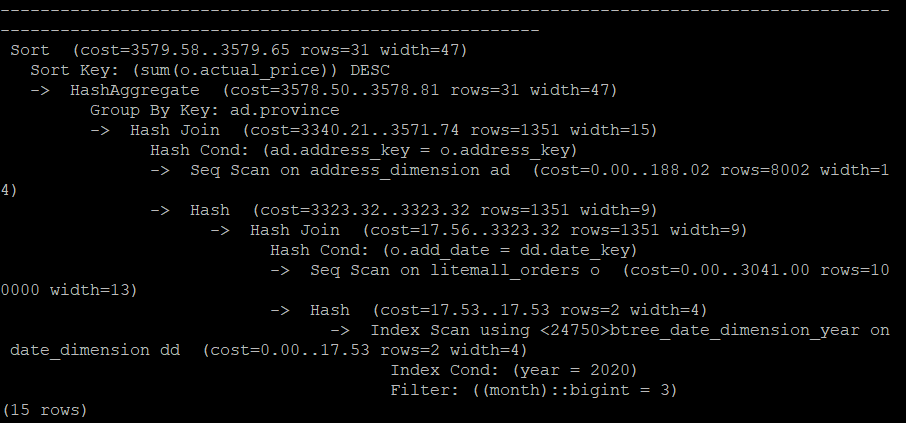 -----------------------------------------------------------------------------------------
------------------------------------------------------
 Sort  (cost=3579.58..3579.65 rows=31 width=47)
   Sort Key: (sum(o.actual_price)) DESC
   ->  HashAggregate  (cost=3578.50..3578.81 rows=31 width=47)
         Group By Key: ad.province
         ->  Hash Join  (cost=3340.21..3571.74 rows=1351 width=15)
               Hash Cond: (ad.address_key = o.address_key)
               ->  Seq Scan on address_dimension ad  (cost=0.00..188.02 rows=8002 width=1
4)
               ->  Hash  (cost=3323.32..3323.32 rows=1351 width=9)
                     ->  Hash Join  (cost=17.56..3323.32 rows=1351 width=9)
                           Hash Cond: (o.add_date = dd.date_key)
                           ->  Seq Scan on litemall_orders o  (cost=0.00..3041.00 rows=10
0000 width=13)
                           ->  Hash  (cost=17.53..17.53 rows=2 width=4)
                                 ->  Index Scan using <24750>btree_date_dimension_year on
 date_dimension dd  (cost=0.00..17.53 rows=2 width=4)
                                       Index Cond: (year = 2020)
                                       Filter: ((month)::bigint = 3)
(15 rows)